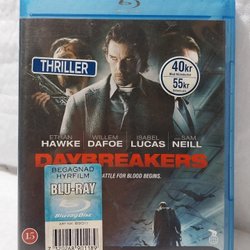 THRILLER
40kr
55kr
ETHAN HAWKE
WILLEM DAFOE
ISABEL LUCAS
SAM NEILL
DAYBREAKERS
BATTLE FOR BLOOD BEGINS.
BEGAGNAD
HYRFILM
BLU-RAY
Blu-ray Disc
15